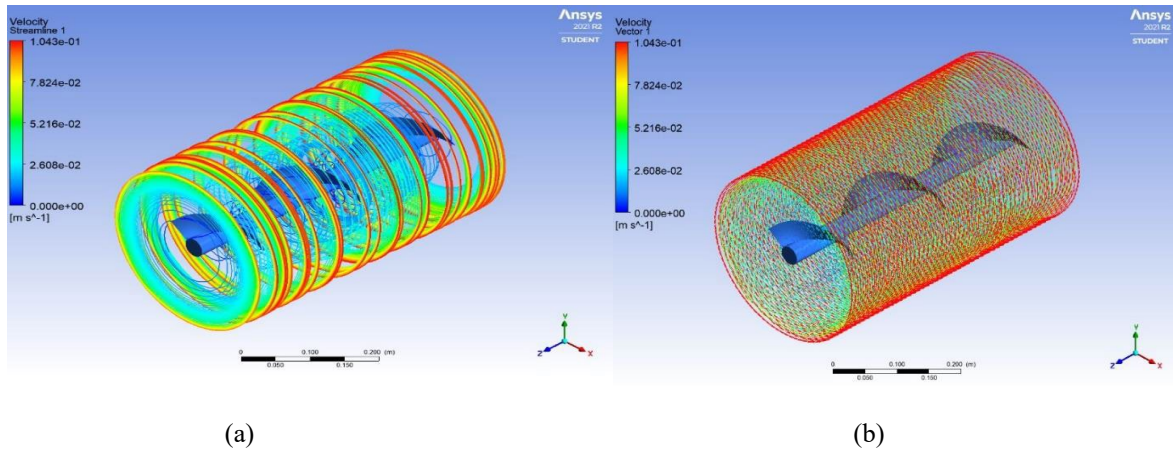 Velocity
Streamline 1
1.043e-01
7.824e-02
5.216e-02
2.608e-02
0.000e+00
[m s^-1]
Ansys
2021 R2
STUDENT
0 0.100 0.200 (m)
0.050 0.150
Y
Z X
(a)
Velocity
Vector 1
1.043e-01
7.824e-02
5.216e-02
2.608e-02
0.000e+00
[m s^-1]
Ansys
2021 R2
STUDENT
0 0.100 0.200 (m)
0.050 0.150
Y
Z X
(b)